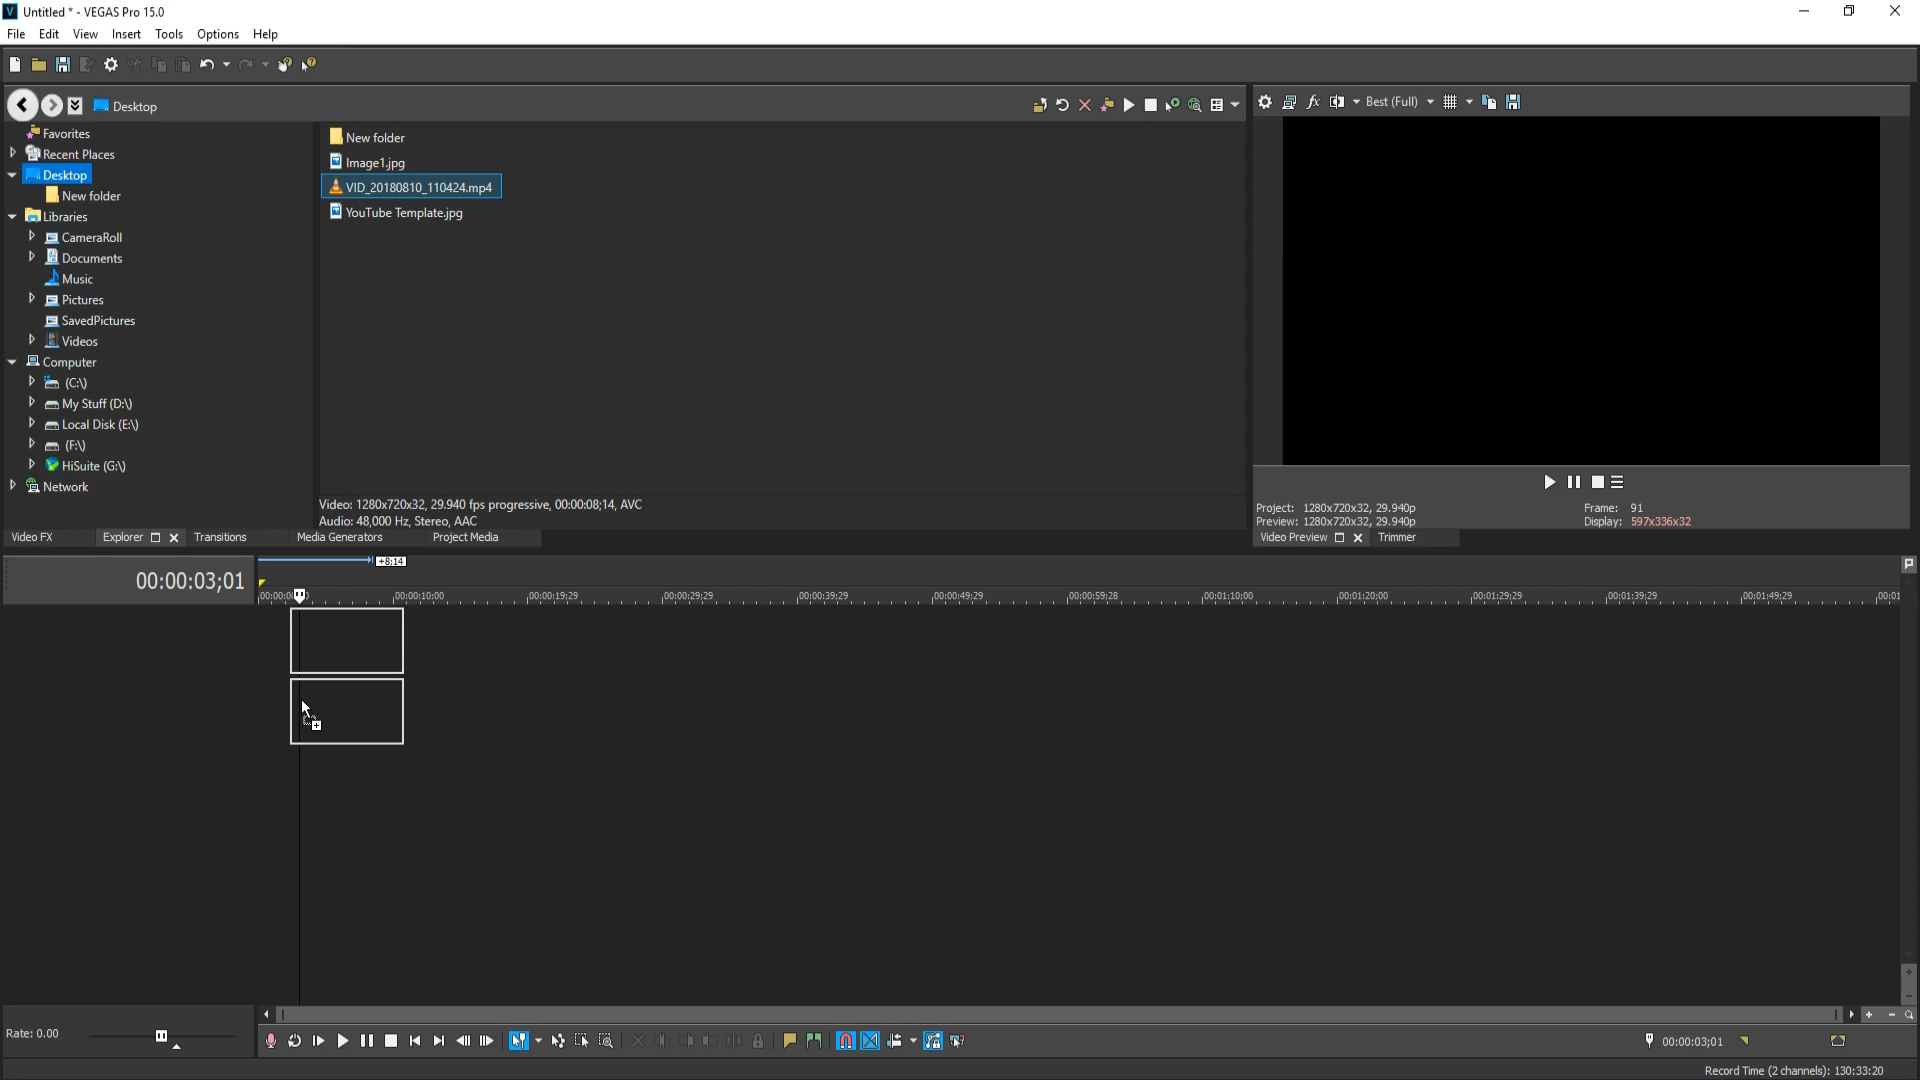 Untitled * - VEGAS Pro 15.0
File Edit View Insert Tools Options Help
Desktop
Best (Full)
Favorites
Recent Places
Desktop
New folder
Libraries
CameraRoll
Documents
Music
Pictures
SavedPictures
Videos
Computer
(C:\)
My Stuff (D:\)
Local Disk (E:\)
(F:\)
HiSuite (G:\)
Network
New folder
Image1.jpg
VID_20180810_110424.mp4
YouTube Template.jpg
Video: 1280x720x32, 29.940 fps progressive, 00:00:08;14, AVC
Audio: 48,000 Hz, Stereo, AAC
Project: 1280x720x32, 29.940p
Preview: 1280x720x32, 29.940p
Frame: 91
Display: 597x336x32
Video FX Explorer Transitions Media Generators Project Media
Video Preview Trimmer
+8;14
00:00:03;01
00:00:10;00 00:00:19;29 00:00:29;29 00:00:39;29 00:00:49;29 00:00:59;28 00:01:10;00 00:01:20;00 00:01:29;29 00:01:39;29 00:01:49;29
Rate: 0.00
00:00:03;01
Record Time (2 channels): 130:33:20